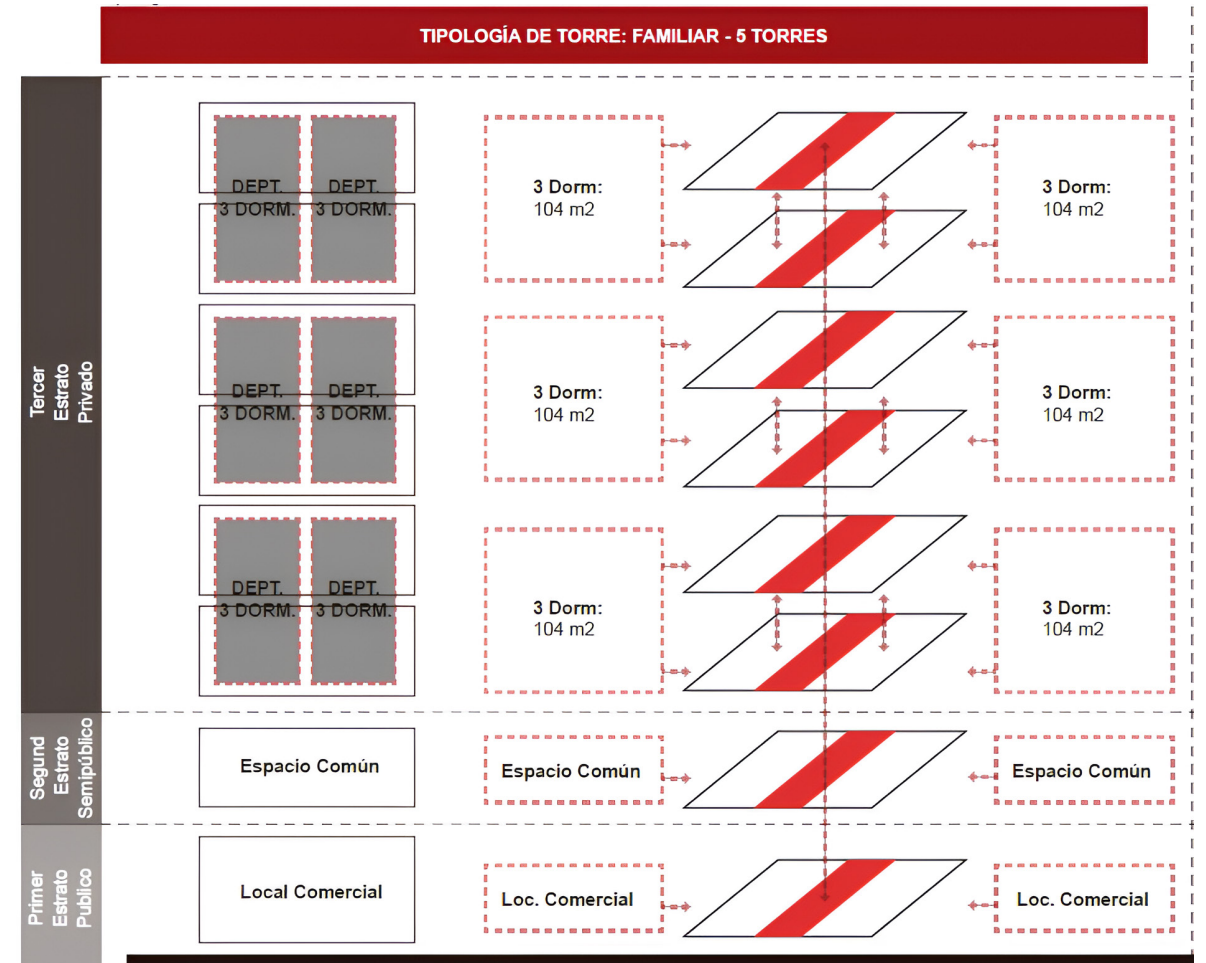 TIPOLOGÍA DE TORRE: FAMILIAR - 5 TORRES
Tercer
Estrato
Privado
DEPT.
3 DORM.
DEPT.
3 DORM.
3 Dorm:
104 m2
3 Dorm:
104 m2
DEPT.
3 DORM.
DEPT.
3 DORM.
3 Dorm:
104 m2
3 Dorm:
104 m2
DEPT.
3 DORM.
DEPT.
3 DORM.
3 Dorm:
104 m2
3 Dorm:
104 m2
Segund
Estrato
Semipúblico
Espacio Común
Espacio Común
Espacio Común
Primer
Estrato
Publico
Local Comercial
Loc. Comercial
Loc. Comercial